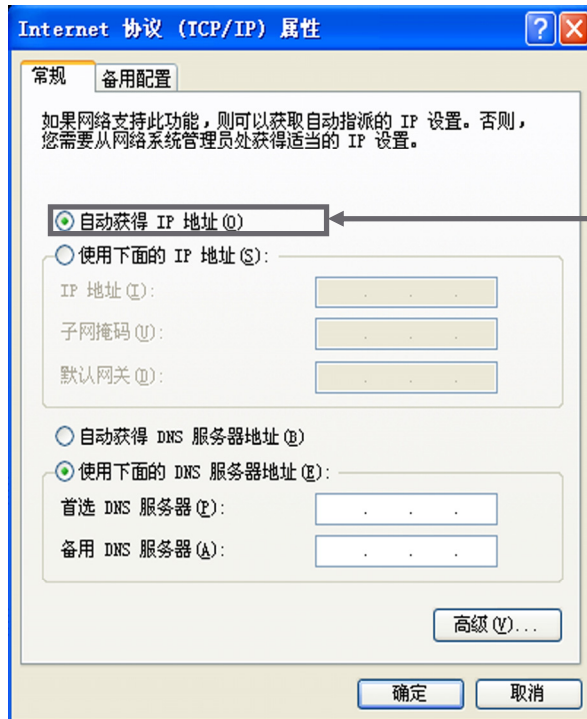 Internet 协议 (TCP/IP) 属性
常规 备用配置
如果网络支持此功能，则可以获取自动指派的 IP 设置。否则，
您需要从网络系统管理员处获得适当的 IP 设置。
自动获得 IP 地址(O)
使用下面的 IP 地址(S):
IP 地址(I):
子网掩码(U):
默认网关(D):
自动获得 DNS 服务器地址(B)
使用下面的 DNS 服务器地址(E):
首选 DNS 服务器(P):
备用 DNS 服务器(A):
高级(V)...
确定 取消